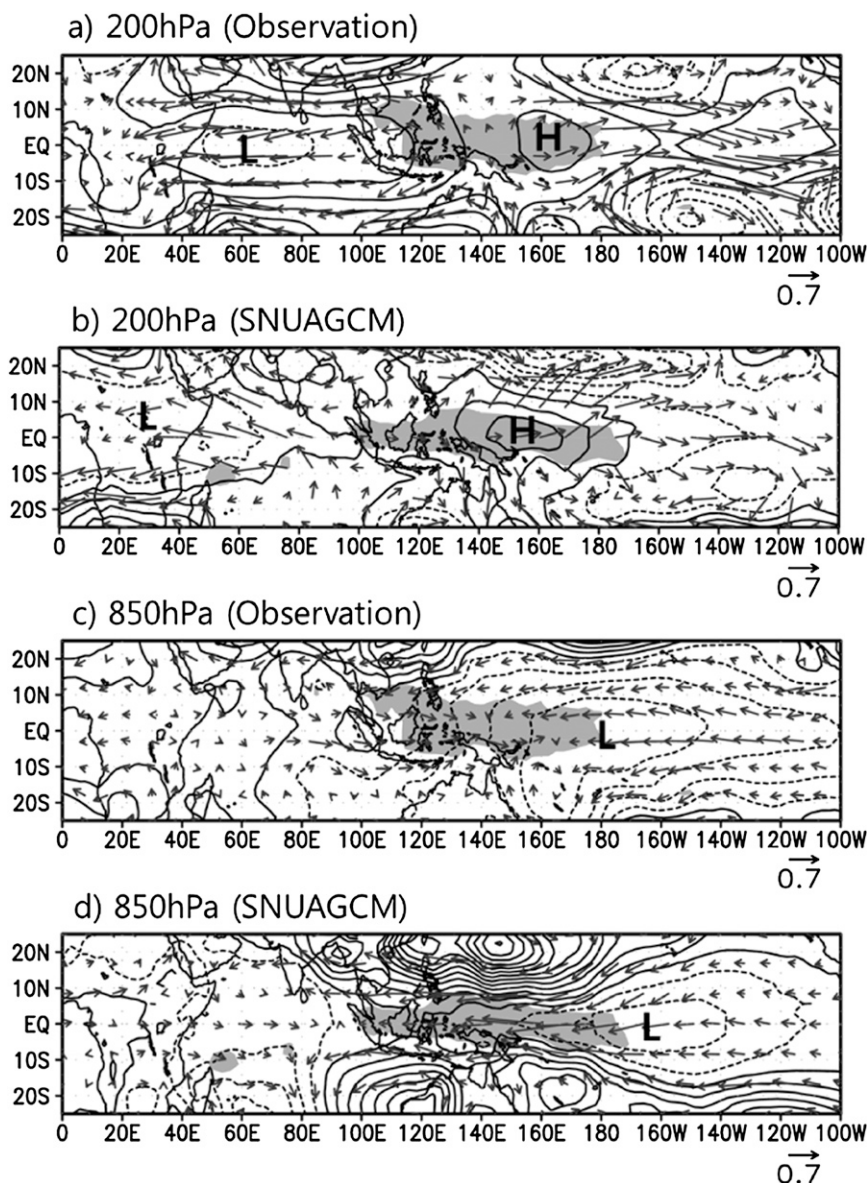 a) 200hPa (Observation)
20N
10N
EQ
10S
20S
L
H
0 20E 40E 60E 80E 100E 120E 140E 160E 180 160W 140W 120W 100W
0.7
b) 200hPa (SNUAGCM)
20N
10N
EQ
10S
20S
L
H
0 20E 40E 60E 80E 100E 120E 140E 160E 180 160W 140W 120W 100W
0.7
c) 850hPa (Observation)
20N
10N
EQ
10S
20S
L
0 20E 40E 60E 80E 100E 120E 140E 160E 180 160W 140W 120W 100W
0.7
d) 850hPa (SNUAGCM)
20N
10N
EQ
10S
20S
L
0 20E 40E 60E 80E 100E 120E 140E 160E 180 160W 140W 120W 100W
0.7